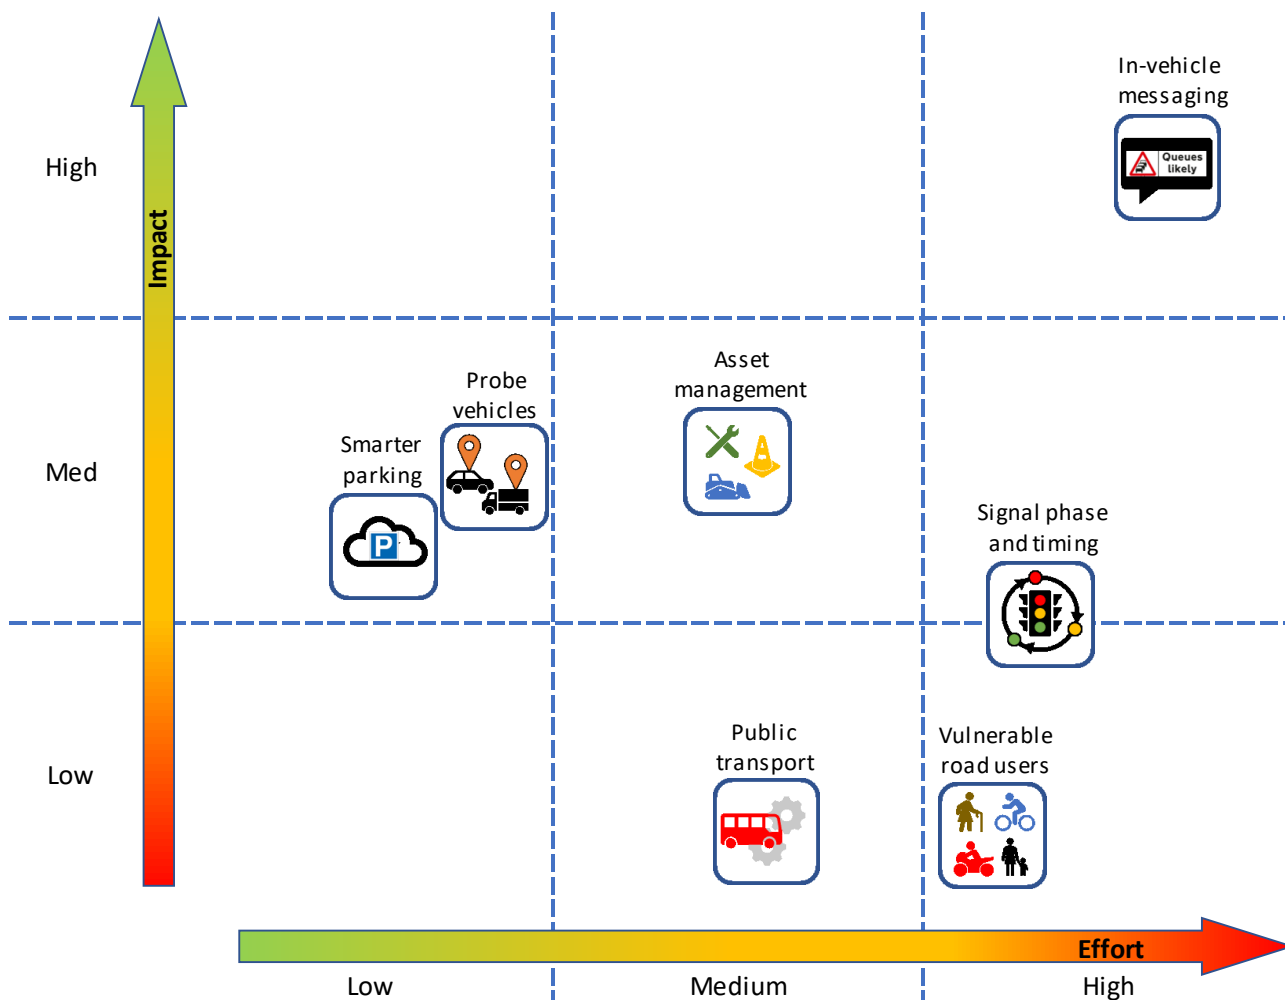 In-vehicle
messaging
Queues
likely
High
Impact
Asset
management
Probe
vehicles
Smarter
parking
P
Med
Signal phase
and timing
Public
transport
Vulnerable
road users
Low
Effort
Low
Medium
High